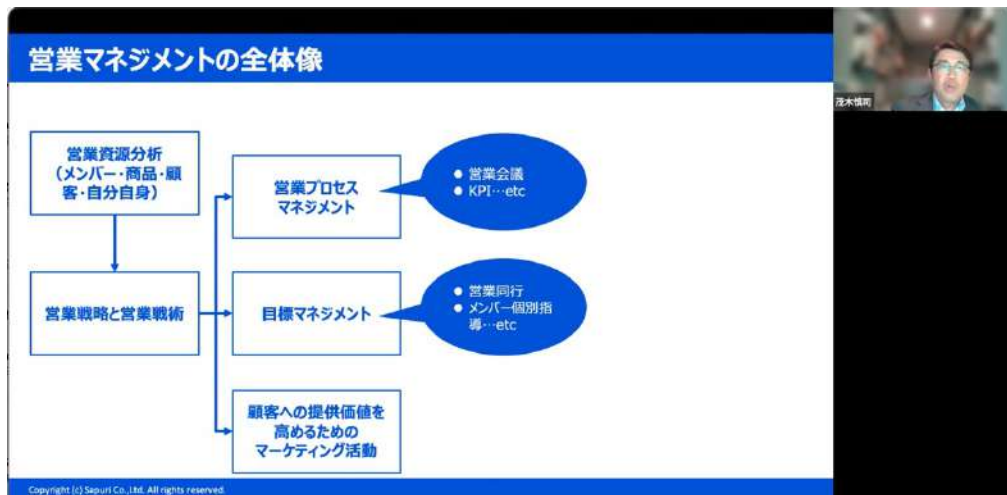 営業マネジメントの全体像
茂木慎司
営業資源分析
(メンバー・商品・顧
客・自分自身)
営業プロセス
マネジメント
● 営業会議
● KPI…etc
営業戦略と営業戦術
目標マネジメント
● 営業同行
● メンバー個別指
導…etc
顧客への提供価値を
高めるための
マーケティング活動
Copyright (c) Sapuri Co.,Ltd. All rights reserved.